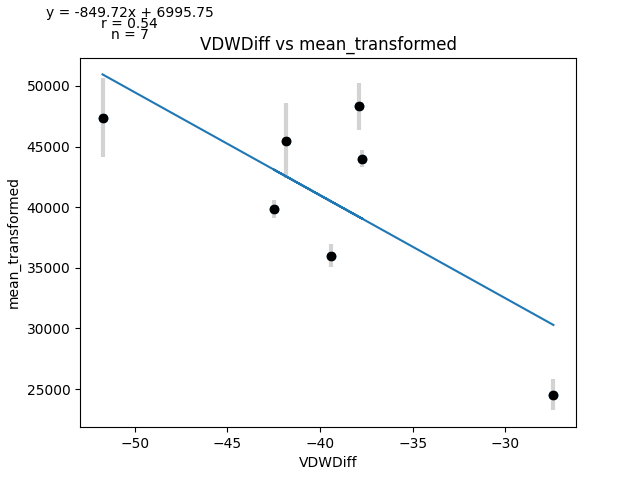 y = -849.72x + 6995.75
r = 0.54
n = 7
VDWDiff vs mean_transformed
mean_transformed
50000
45000
40000
35000
30000
25000
−50
−45
−40
−35
−30
VDWDiff